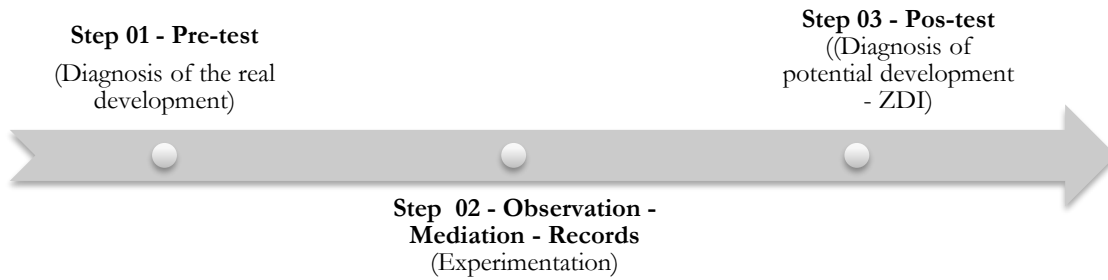 Step 01 - Pre-test
(Diagnosis of the real
development)
Step 02 - Observation -
Mediation - Records
(Experimentation)
Step 03 - Pos-test
((Diagnosis of
potential development
- ZDI)